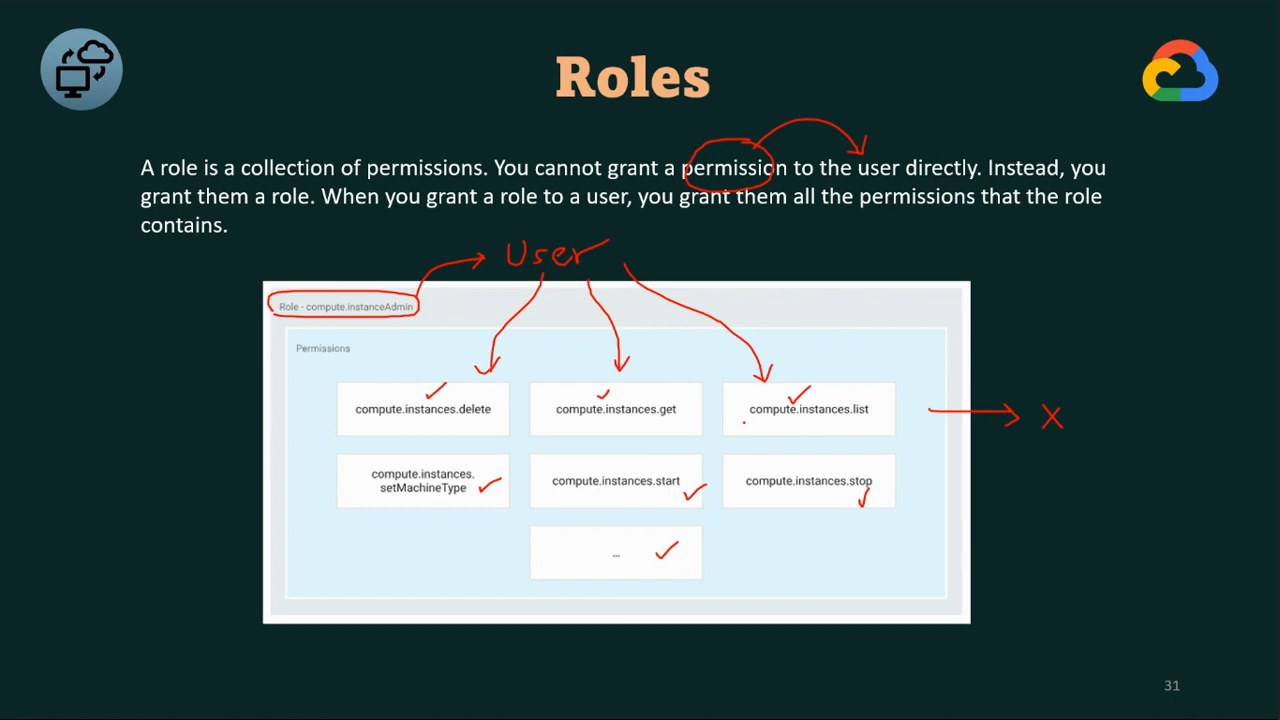 Roles
A role is a collection of permissions. You cannot grant a permission to the user directly. Instead, you
grant them a role. When you grant a role to a user, you grant them all the permissions that the role
contains.
User
Role - compute.instanceAdmin
Permissions
compute.instances.delete
compute.instances.get
compute.instances.list
X
compute.instances.
setMachineType
compute.instances.start
compute.instances.stop
...
31